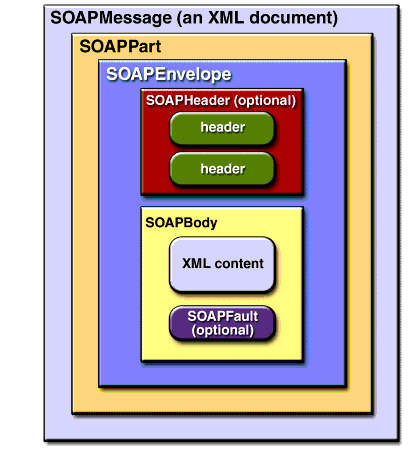 SOAPMessage (an XML document)
SOAPPart
SOAPEnvelope
SOAPHeader (optional)
header
header
SOAPBody
XML content
SOAPFault
(optional)